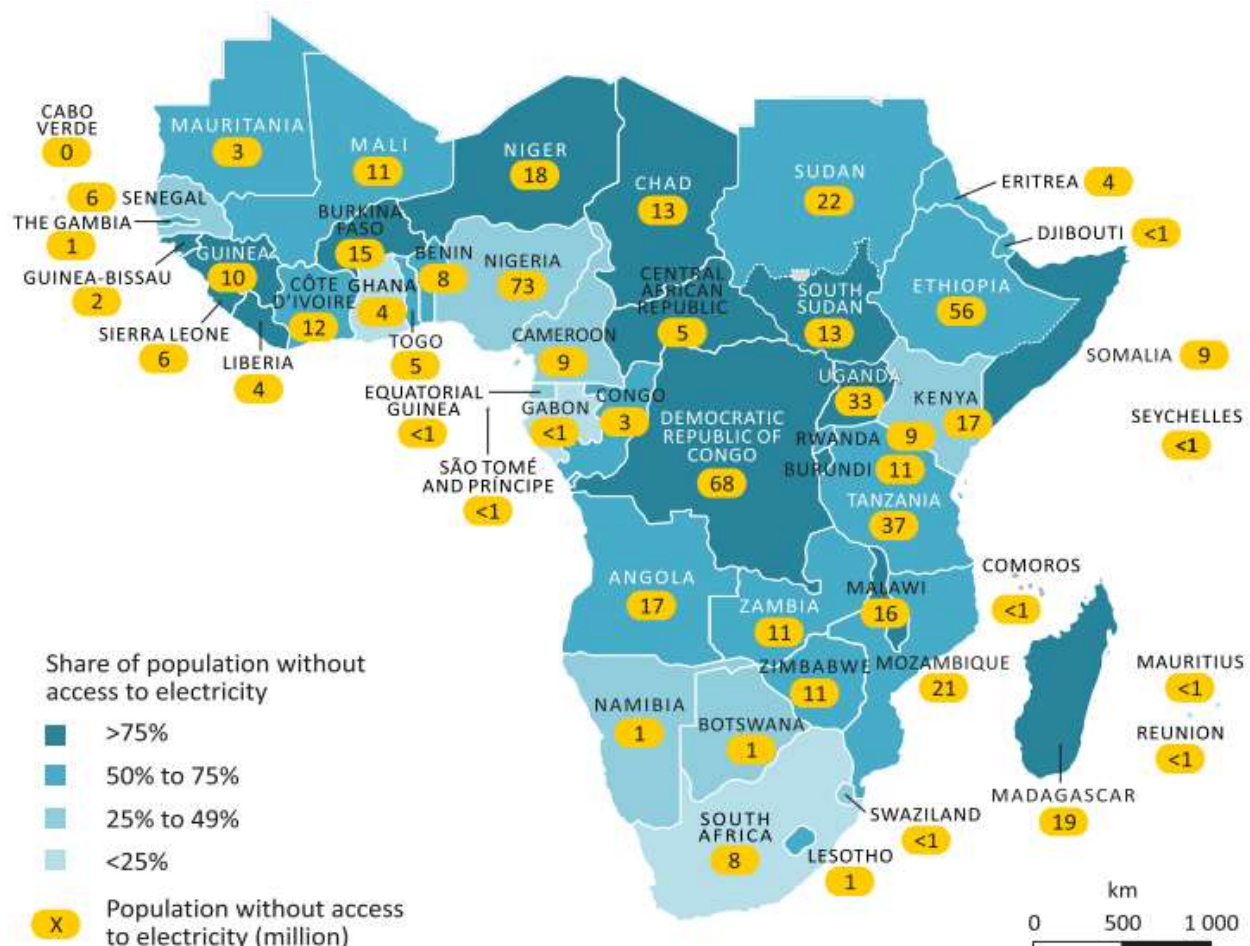 CABO
VERDE
0
MAURITANIA
3
MALI
11
NIGER
18
CHAD
13
SUDAN
22
ERITREA 4
DJIBOUTI <1
6 SENEGAL
THE GAMBIA
1
GUINEA-BISSAU
2
GUINEA
10
SIERRA LEONE
6
LIBERIA
4
CÔTE
D'IVOIRE
12
BURKINA
FASO
15
GHANA
4
TOGO
5
BENIN
8
NIGERIA
73
CAMEROON
9
CENTRAL
AFRICAN
REPUBLIC
5
SOUTH
SUDAN
13
ETHIOPIA
56
SOMALIA 9
SEYCHELLES
<1
EQUATORIAL
GUINEA
<1
SÃO TOMÉ
AND PRÍNCIPE
<1
GABON
<1
CONGO
3
DEMOCRATIC
REPUBLIC OF
CONGO
68
UGANDA
33
KENYA
17
RWANDA 9
BURUNDI 11
TANZANIA
37
COMOROS
<1
ANGOLA
17
ZAMBIA
11
MALAWI
16
MOZAMBIQUE
21
ZIMBABWE
11
NAMIBIA
1
BOTSWANA
1
SOUTH
AFRICA
8
SWAZILAND
<1
LESOTHO
1
MADAGASCAR
19
MAURITIUS
<1
REUNION
<1
Share of population without
access to electricity
>75%
50% to 75%
25% to 49%
<25%
X Population without access
to electricity (million)
km
0 500 1 000